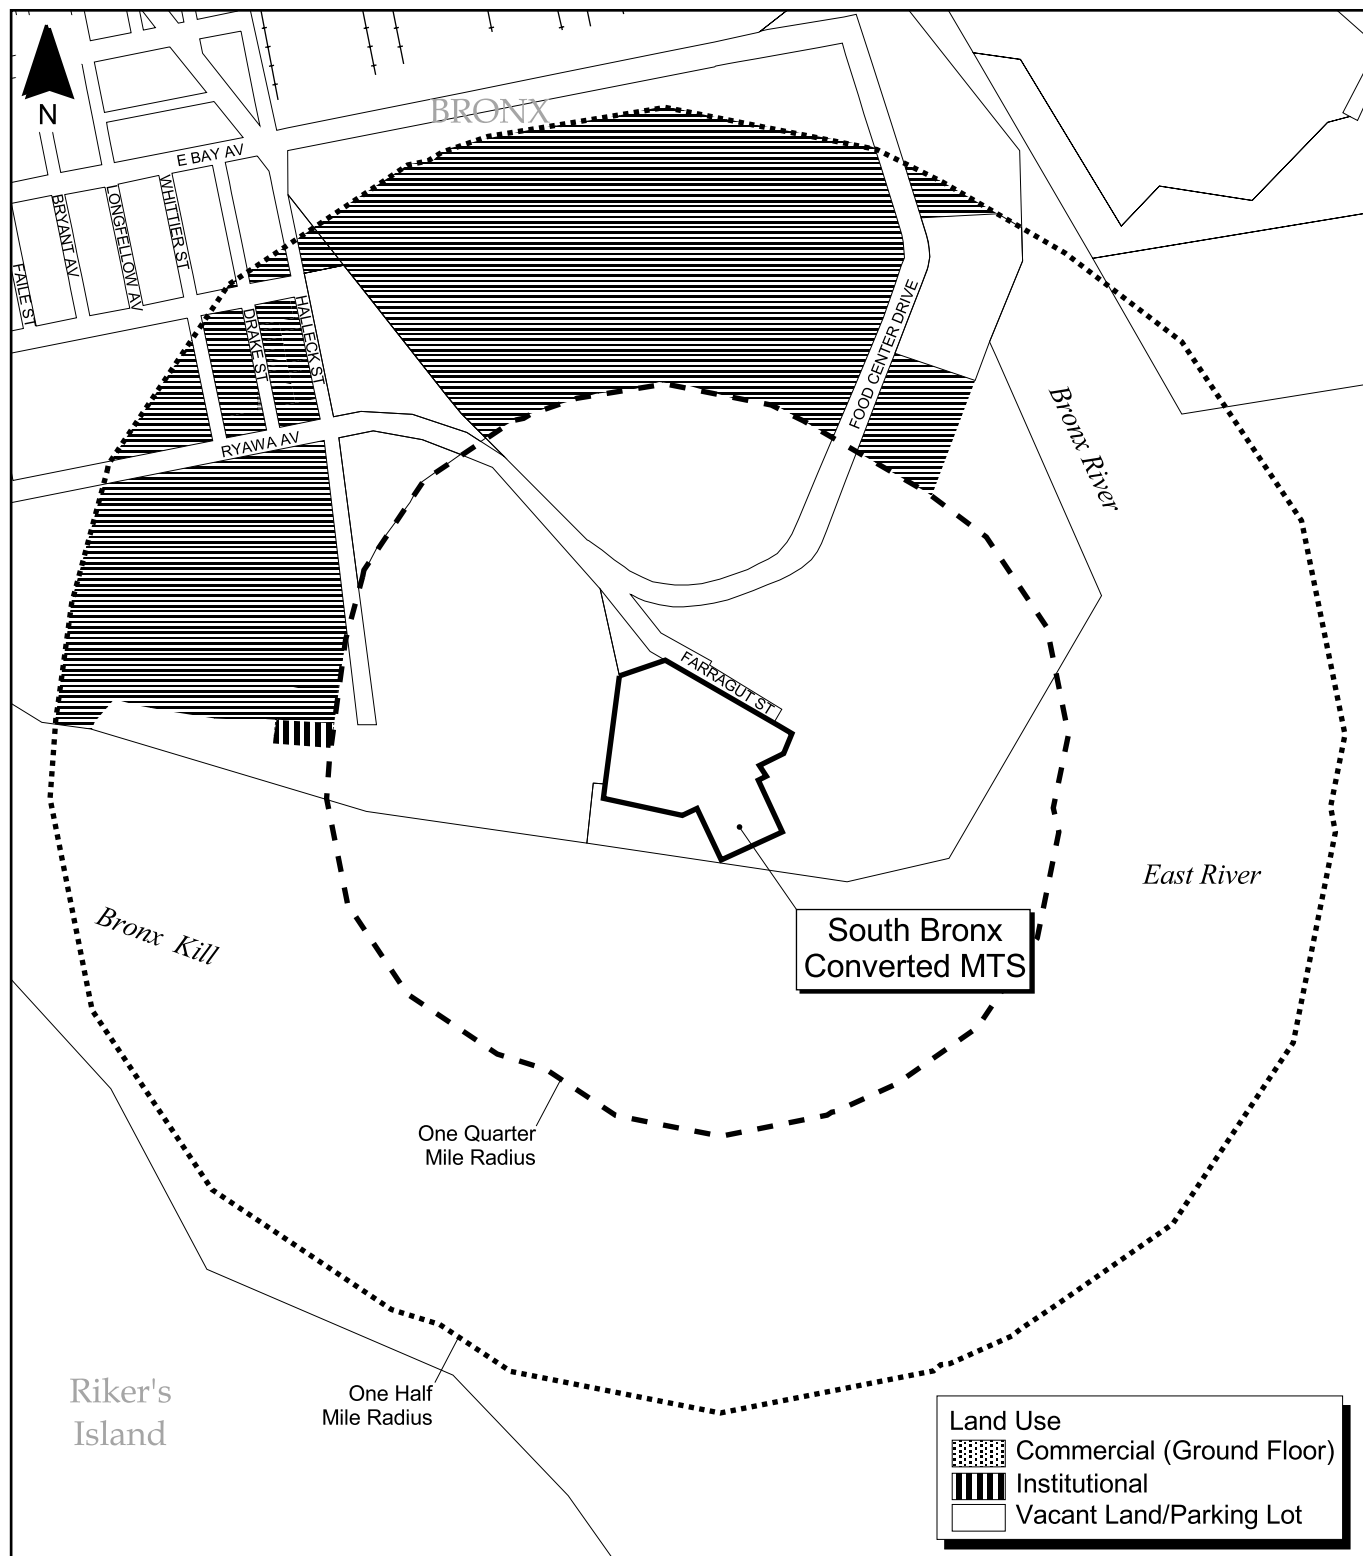 N
BRONX
E BAY AV
BRYANT AV
LONGFELLOW AV
WHITTIER ST
FAILE ST
DRAKE ST
HALLECK ST
RYAWA AV
FOOD CENTER DRIVE
Bronx River
FARRAGUT ST
East River
South Bronx
Converted MTS
Bronx Kill
One Quarter
Mile Radius
One Half
Mile Radius
Riker's
Island
Land Use
Commercial (Ground Floor)
Institutional
Vacant Land/Parking Lot